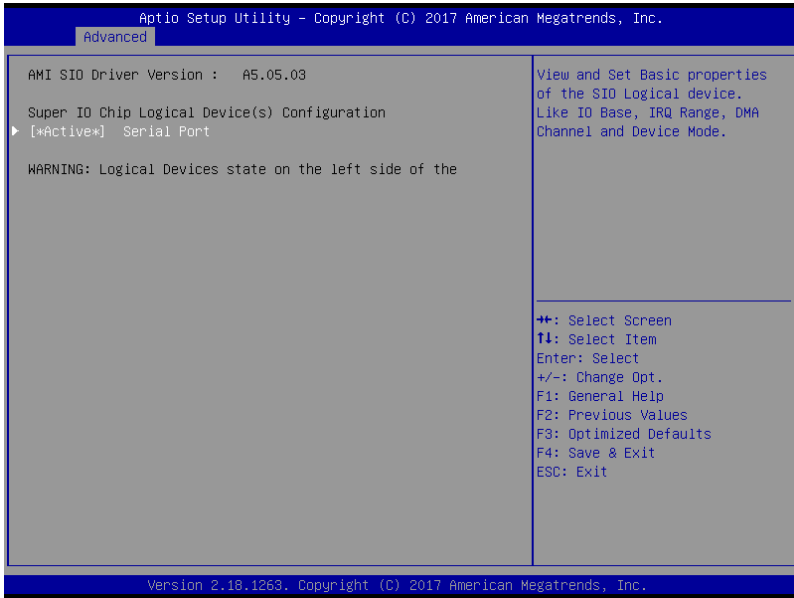 Aptio Setup Utility – Copyright (C) 2017 American Megatrends, Inc.
Advanced
AMI SIO Driver Version :   A5.05.03
Super IO Chip Logical Device(s) Configuration
[*Active*]  Serial Port
WARNING: Logical Devices state on the left side of the
View and Set Basic properties
of the SIO Logical device.
Like IO Base, IRQ Range, DMA
Channel and Device Mode.
→←: Select Screen
↑↓: Select Item
Enter: Select
+/-: Change Opt.
F1: General Help
F2: Previous Values
F3: Optimized Defaults
F4: Save & Exit
ESC: Exit
Version 2.18.1263. Copyright (C) 2017 American Megatrends, Inc.